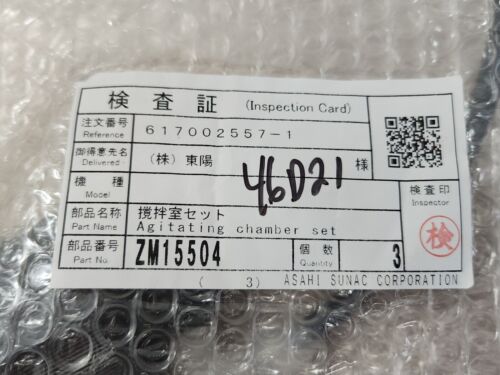 検査証 (Inspection Card)
注文番号 Reference 617002557-1
御得意先名 Delivered (株) 東陽 様
機種 Model 46D21
検査印 Inspector
部品名称 Part Name 撹拌室セット Agitating chamber set
検
部品番号 Part No. ZM15504 個数 Quantity 3
( 3) ASAHI SUNAC CORPORATION